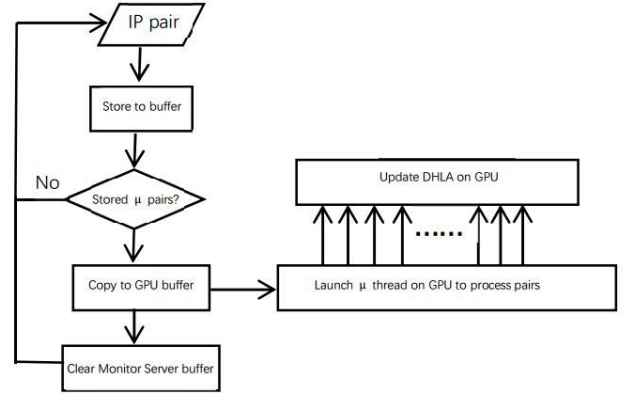 IP pair
Store to buffer
Stored μ pairs?
No
Copy to GPU buffer
Clear Monitor Server buffer
Launch μ thread on GPU to process pairs
......
Update DHLA on GPU